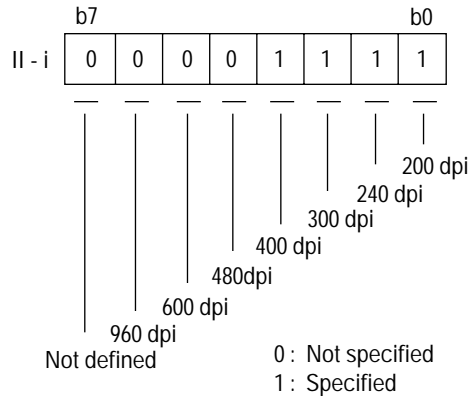 b7 b0
II - i 0 0 0 0 1 1 1 1
200 dpi
240 dpi
300 dpi
400 dpi
480dpi
600 dpi
960 dpi
Not defined
0 : Not specified
1 : Specified